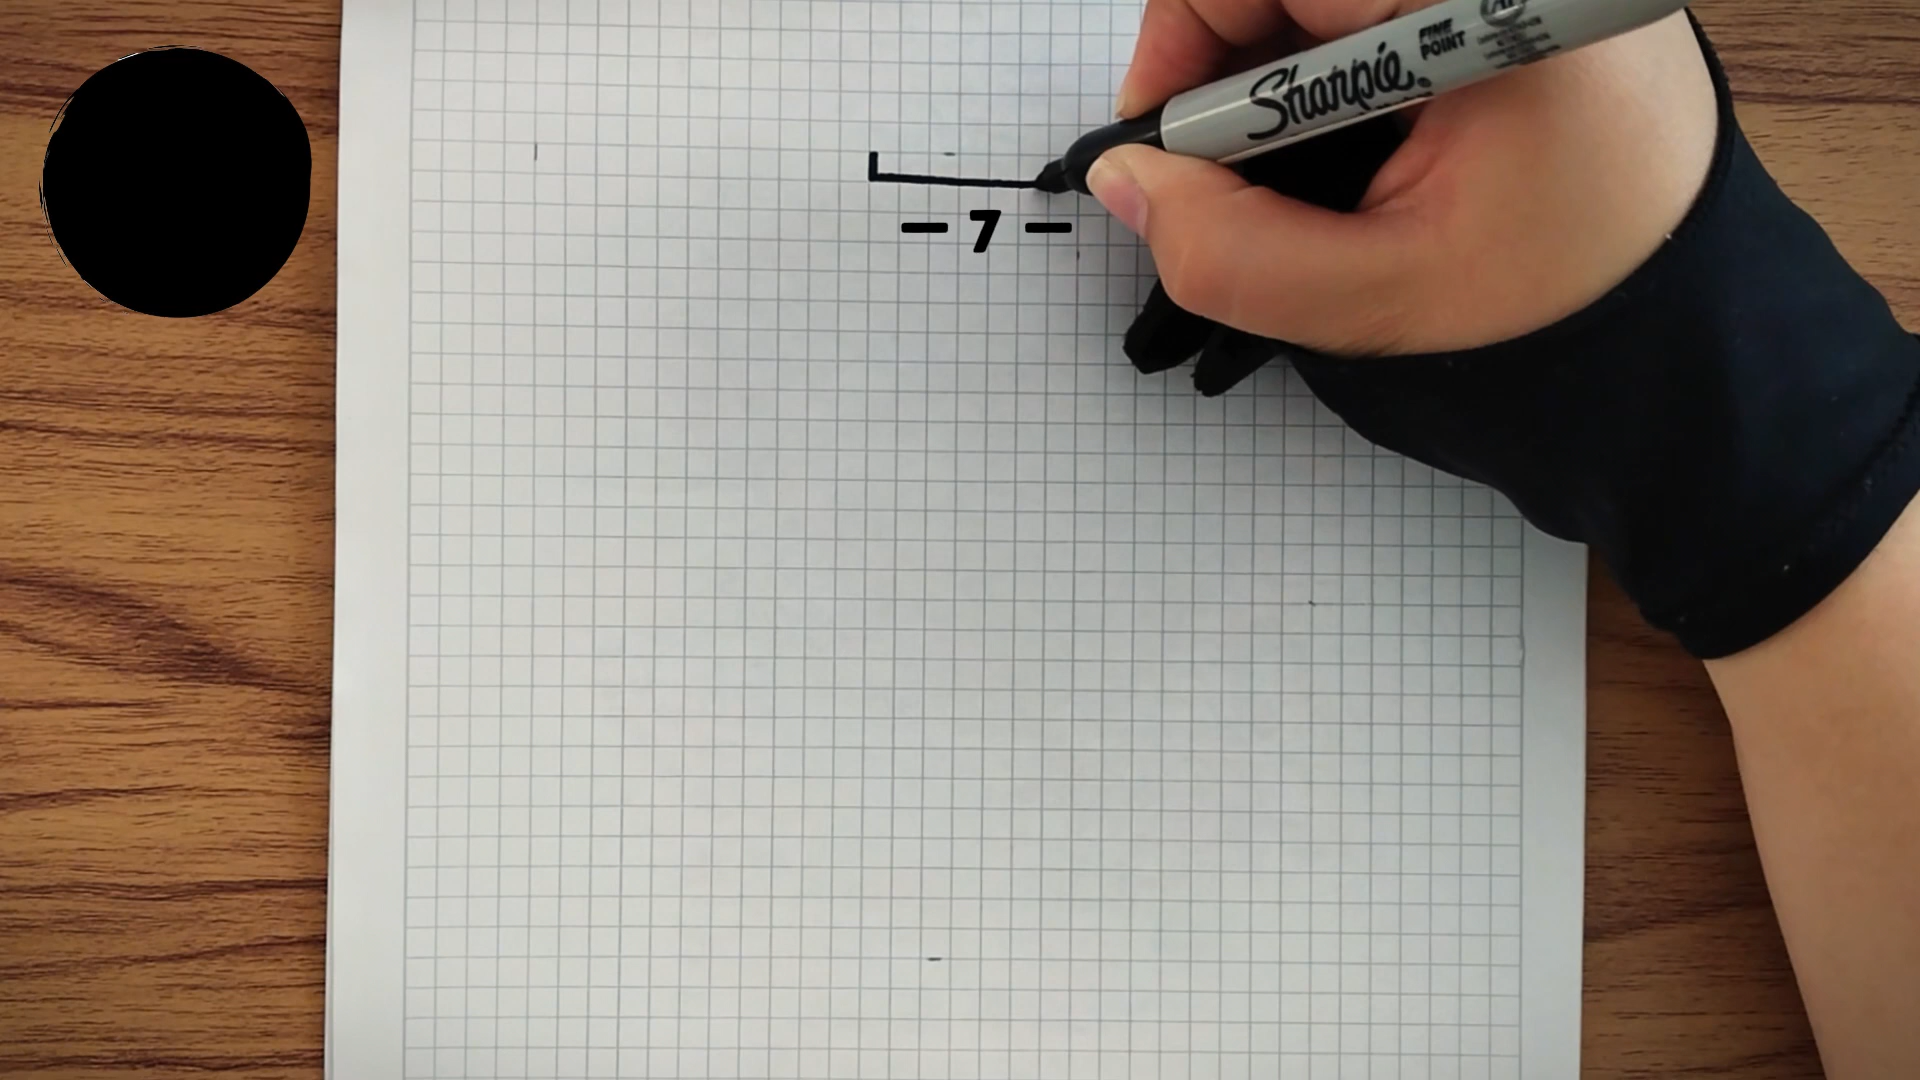 FINE
POINT
Sharpie
— 7 —